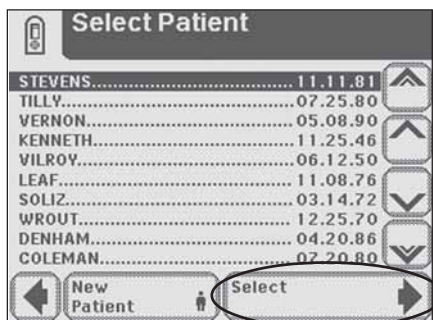 Select Patient
STEVENS..............................11.11.81
TILLY.................................07.25.80
VERNON..............................05.08.90
KENNETH............................11.25.46
VILROY...............................06.12.50
LEAF..................................11.08.76
SOLIZ.................................03.14.72
WROUT...............................12.25.70
DENHAM.............................04.20.86
COLEMAN...........................07.20.80
New Patient
Select